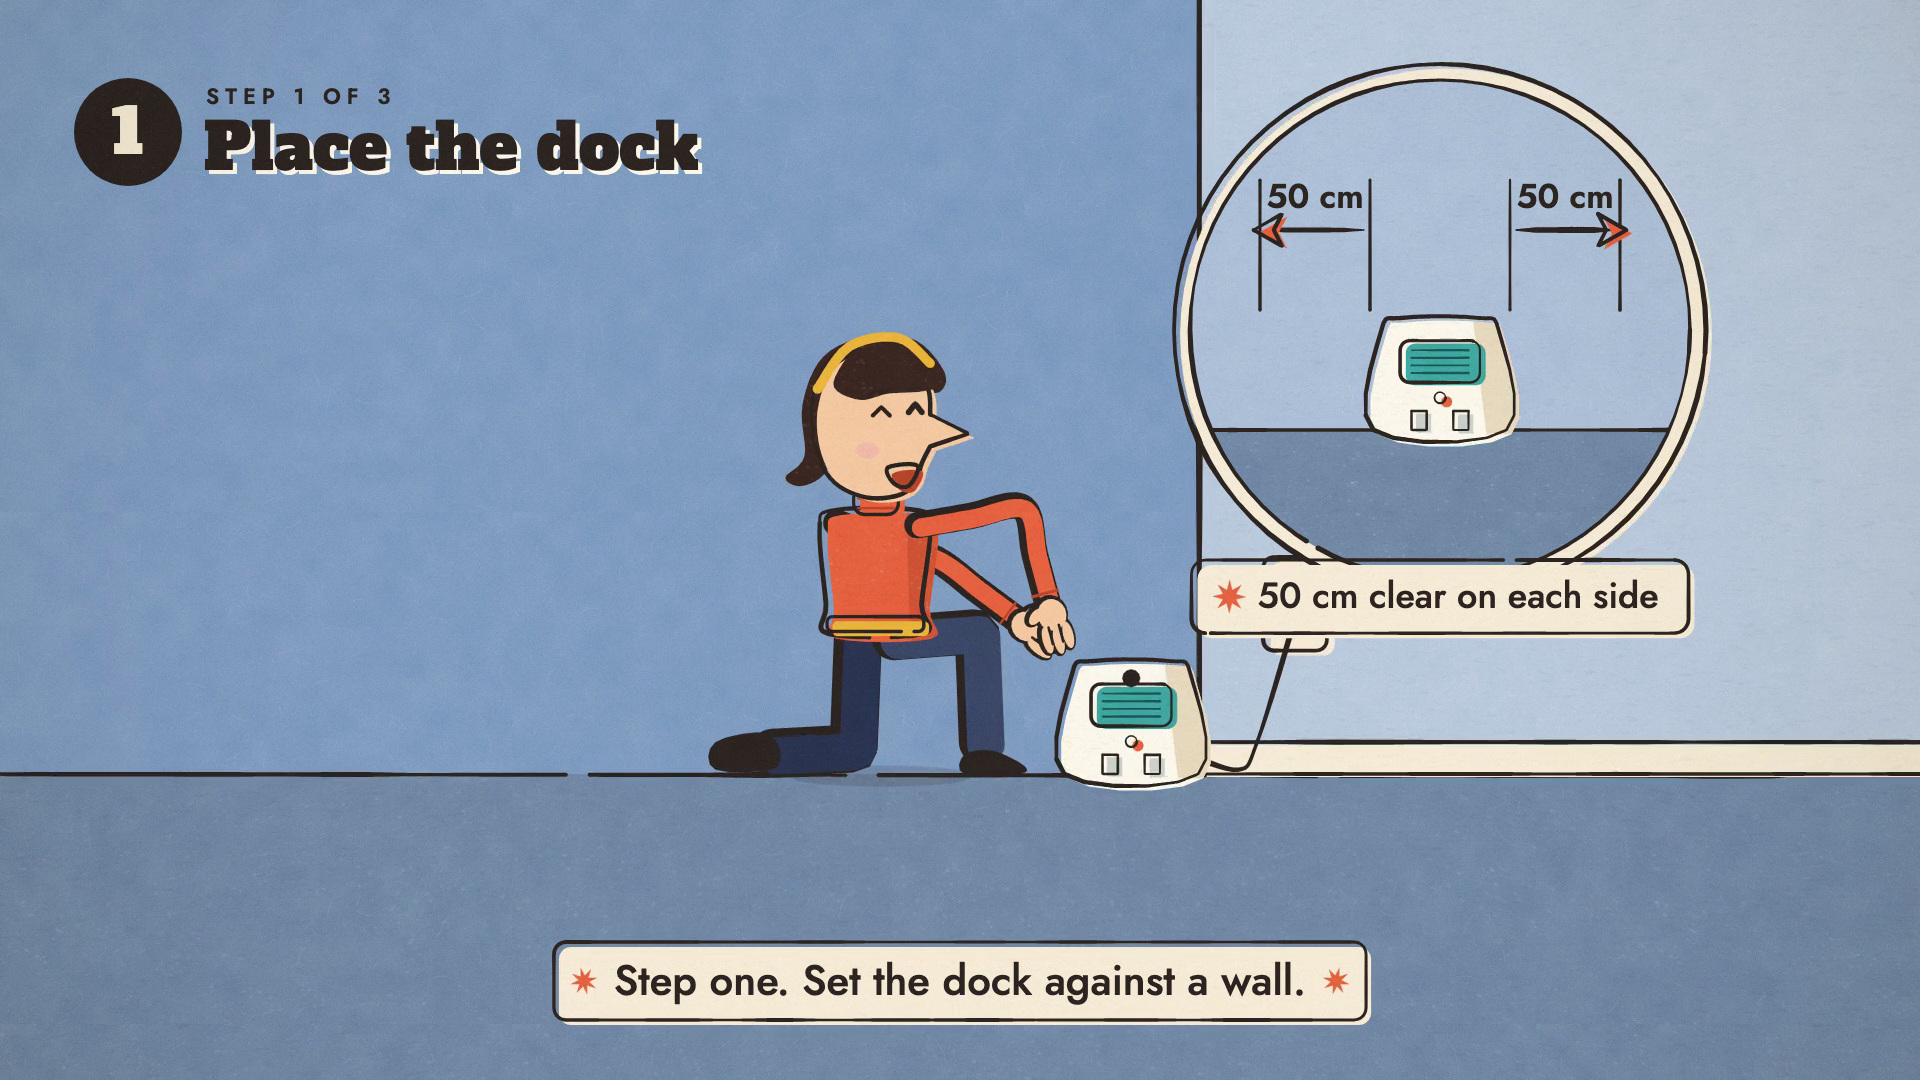 1
STEP 1 OF 3
Place the dock
50 cm
50 cm
50 cm clear on each side
Step one. Set the dock against a wall.